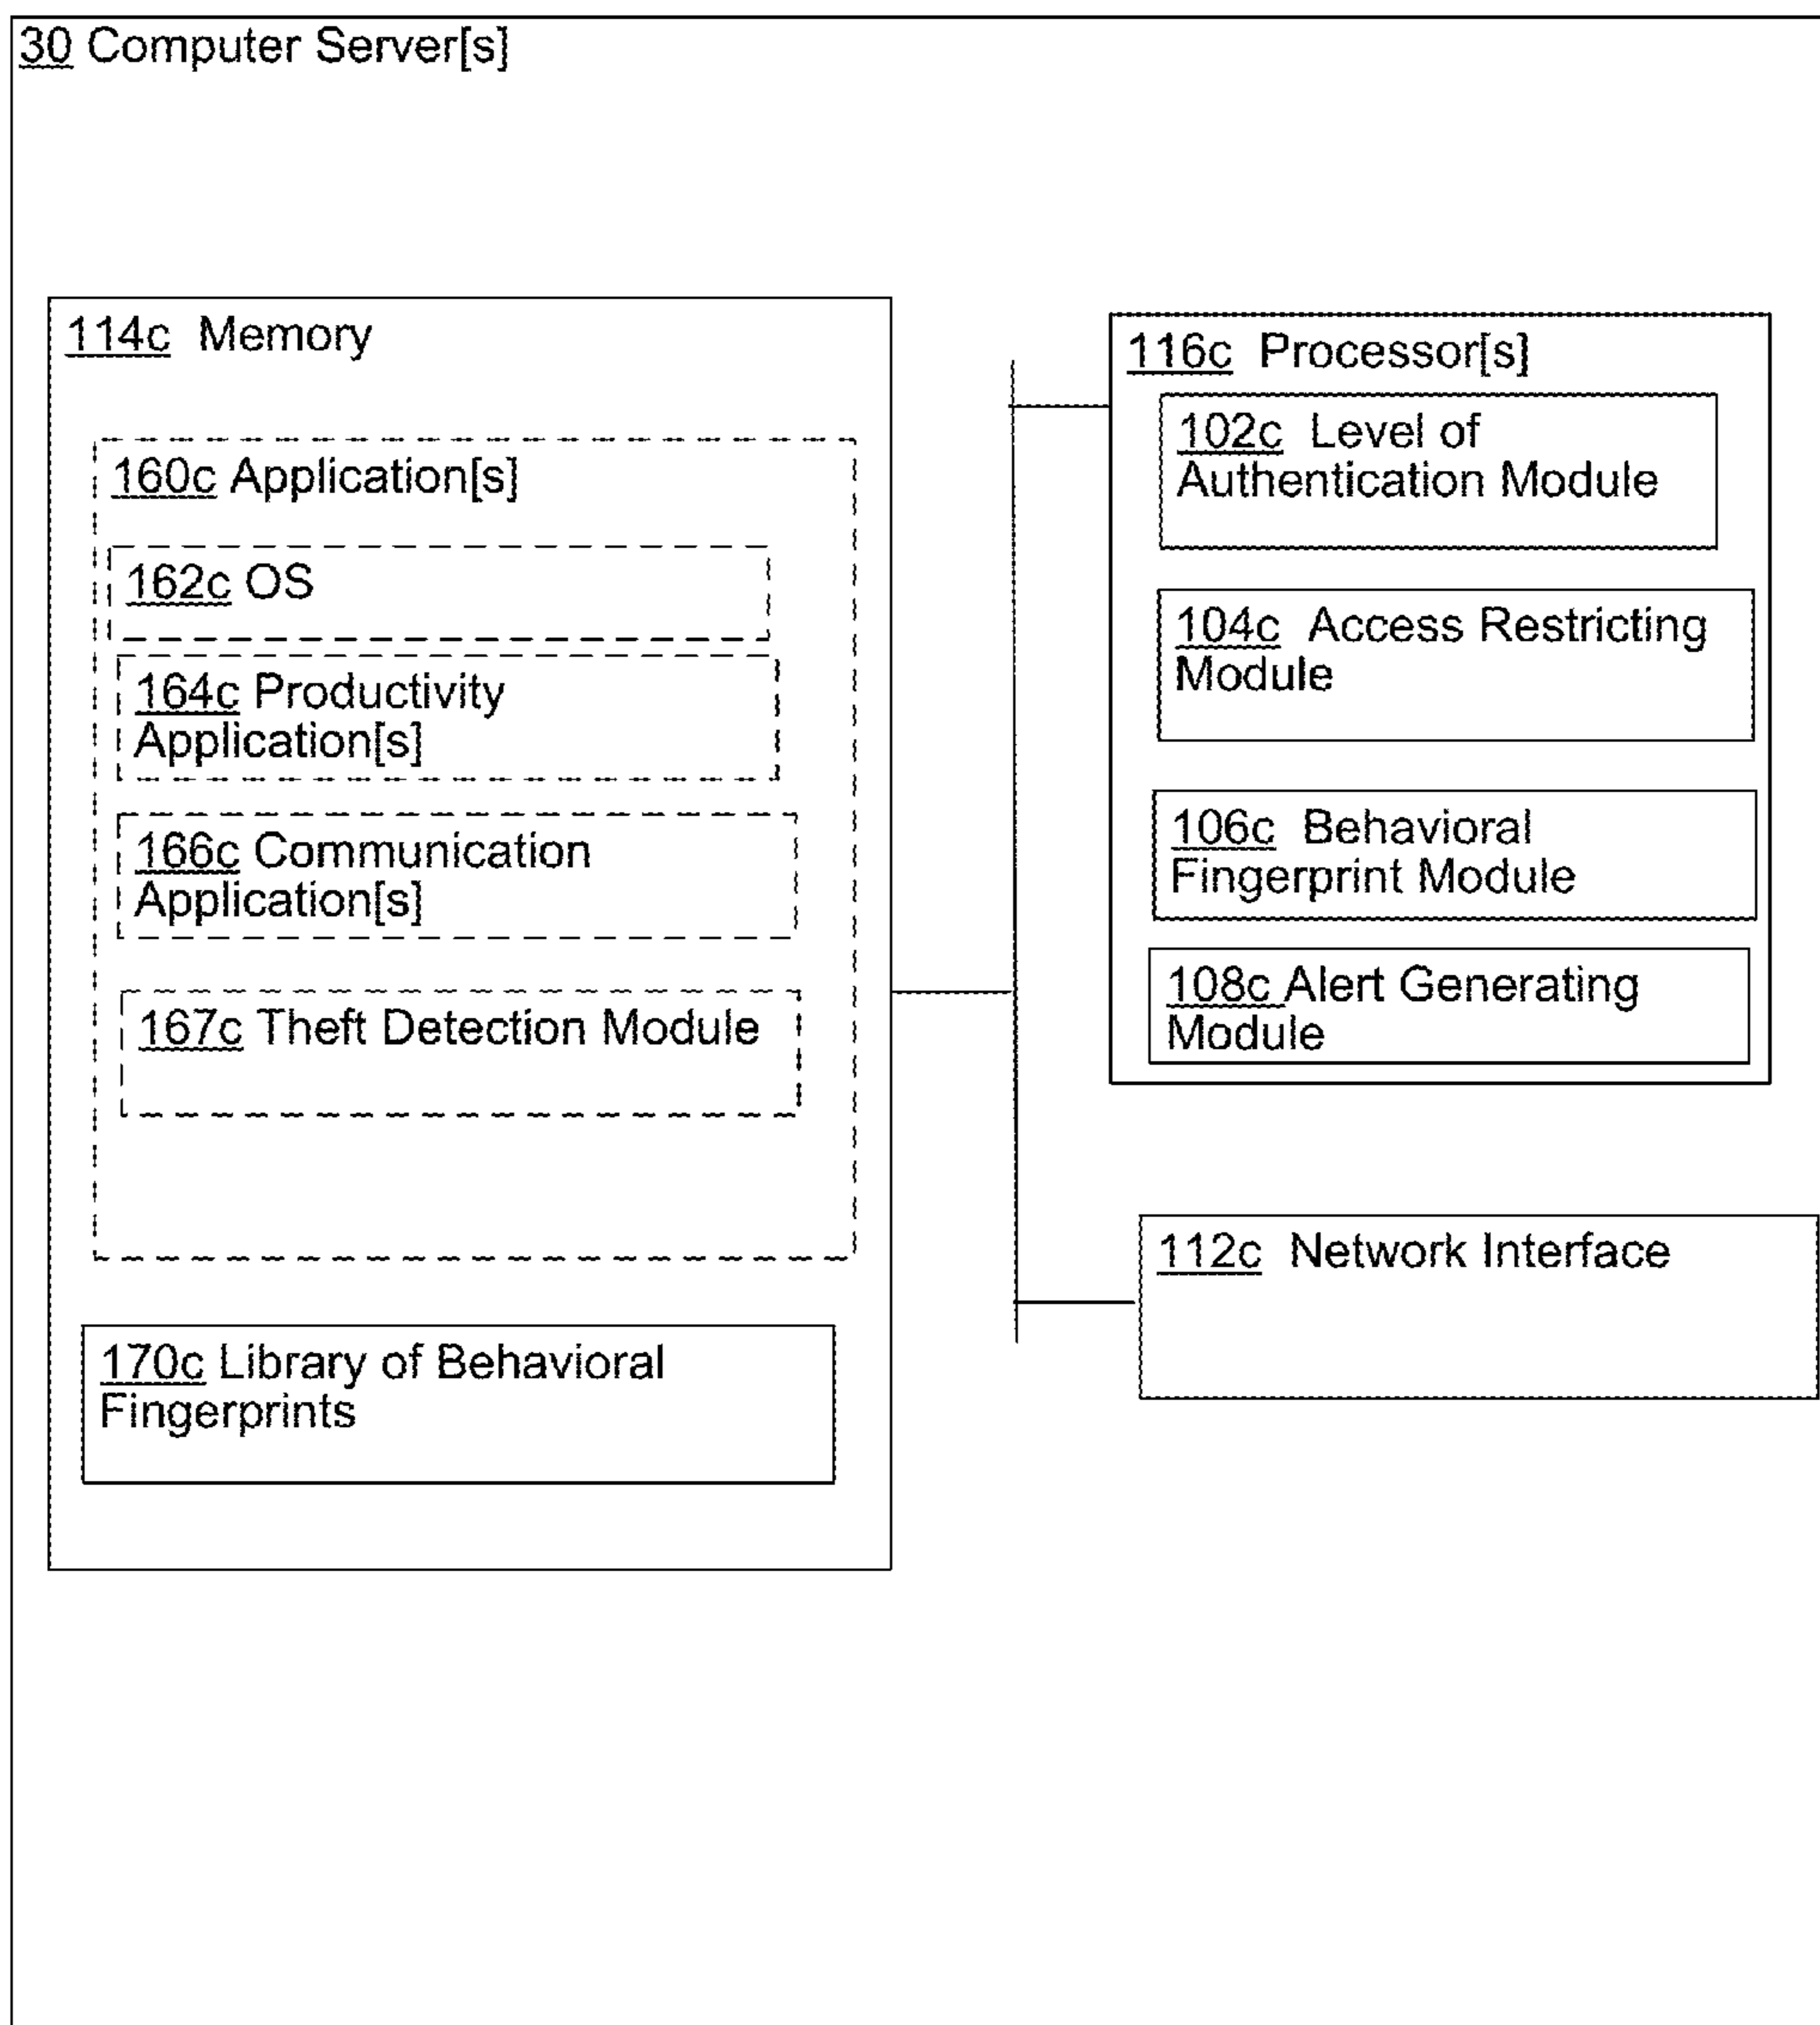 30 Computer Server[s]
114c Memory
160c Application[s]
162c OS
164c Productivity
Application[s]
166c Communication
Application[s]
167c Theft Detection Module
170c Library of Behavioral
Fingerprints
116c Processor[s]
102c Level of
Authentication Module
104c Access Restricting
Module
106c Behavioral
Fingerprint Module
108c Alert Generating
Module
112c Network Interface